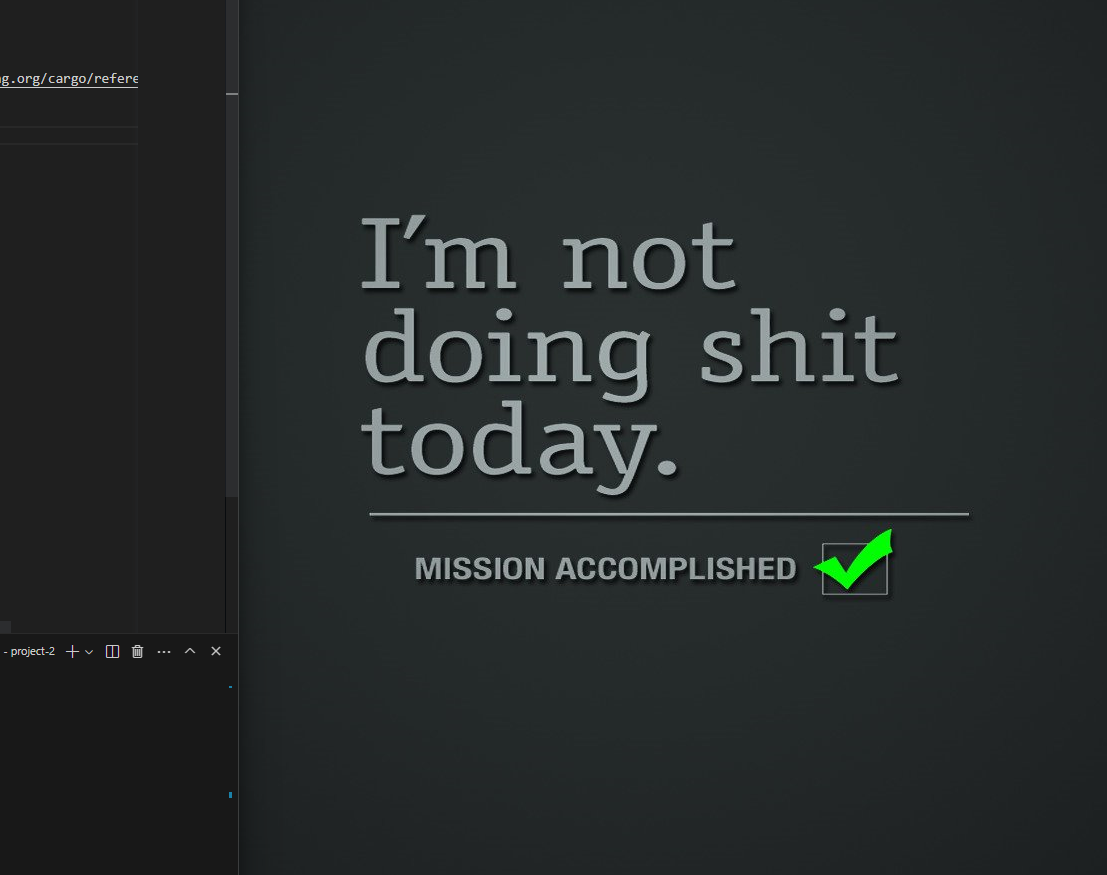 g.org/cargo/refere
I'm not
doing shit
today.
MISSION ACCOMPLISHED
- project-2